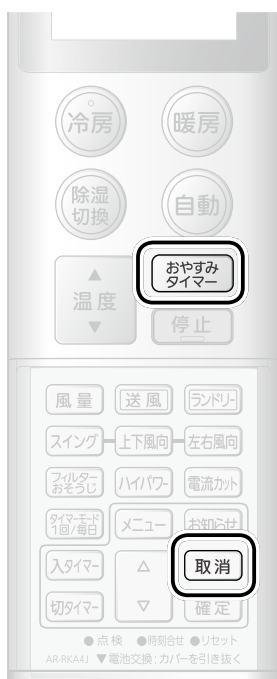 冷房 暖房
除湿
切換
自動
おやすみ
タイマー
温度
停止
風量 送風 ランドリー
スイング 上下風向 左右風向
フィルター
おそうじ
ハイパワー 電流カット
タイマーモード
1回/毎日
メニュー お知らせ
入タイマー 取消
切タイマー 確定
●点検 ●時刻合せ ●リセット
AR-RKA4J ▼電池交換:カバーを引き抜く